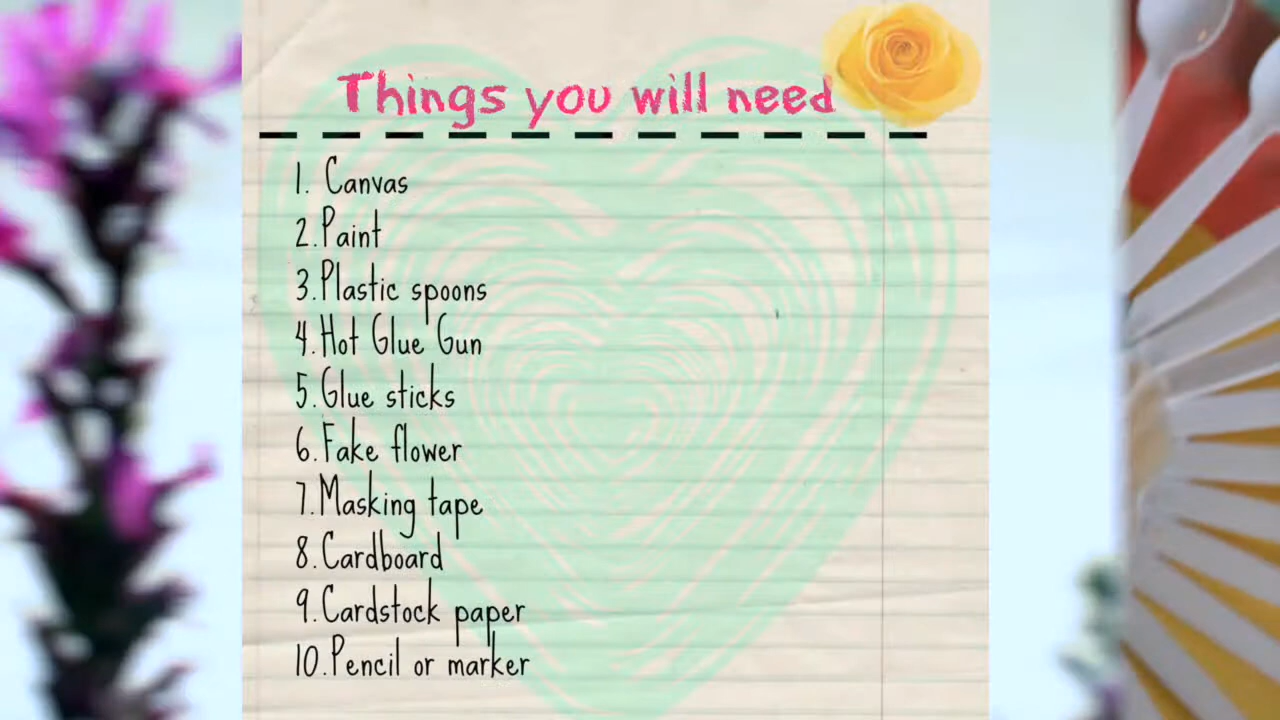 Things you will need
1. Canvas
2.Paint
3.Plastic spoons
4.Hot Glue Gun
5.Glue sticks
6.Fake flower
7.Masking tape
8.Cardboard
9.Cardstock paper
10.Pencil or marker